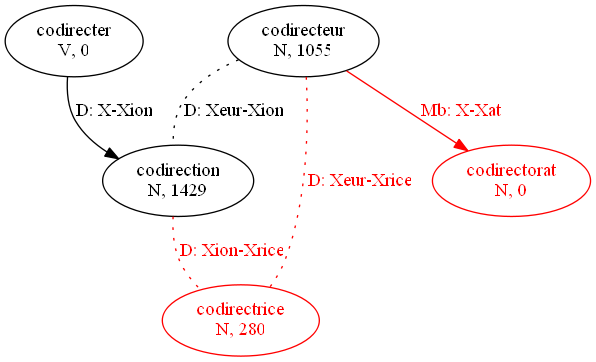 codirecter
V, 0
codirecteur
N, 1055
D: X-Xion
D: Xeur-Xion
Mb: X-Xat
codirection
N, 1429
D: Xeur-Xrice
codirectorat
N, 0
D: Xion-Xrice
codirectrice
N, 280